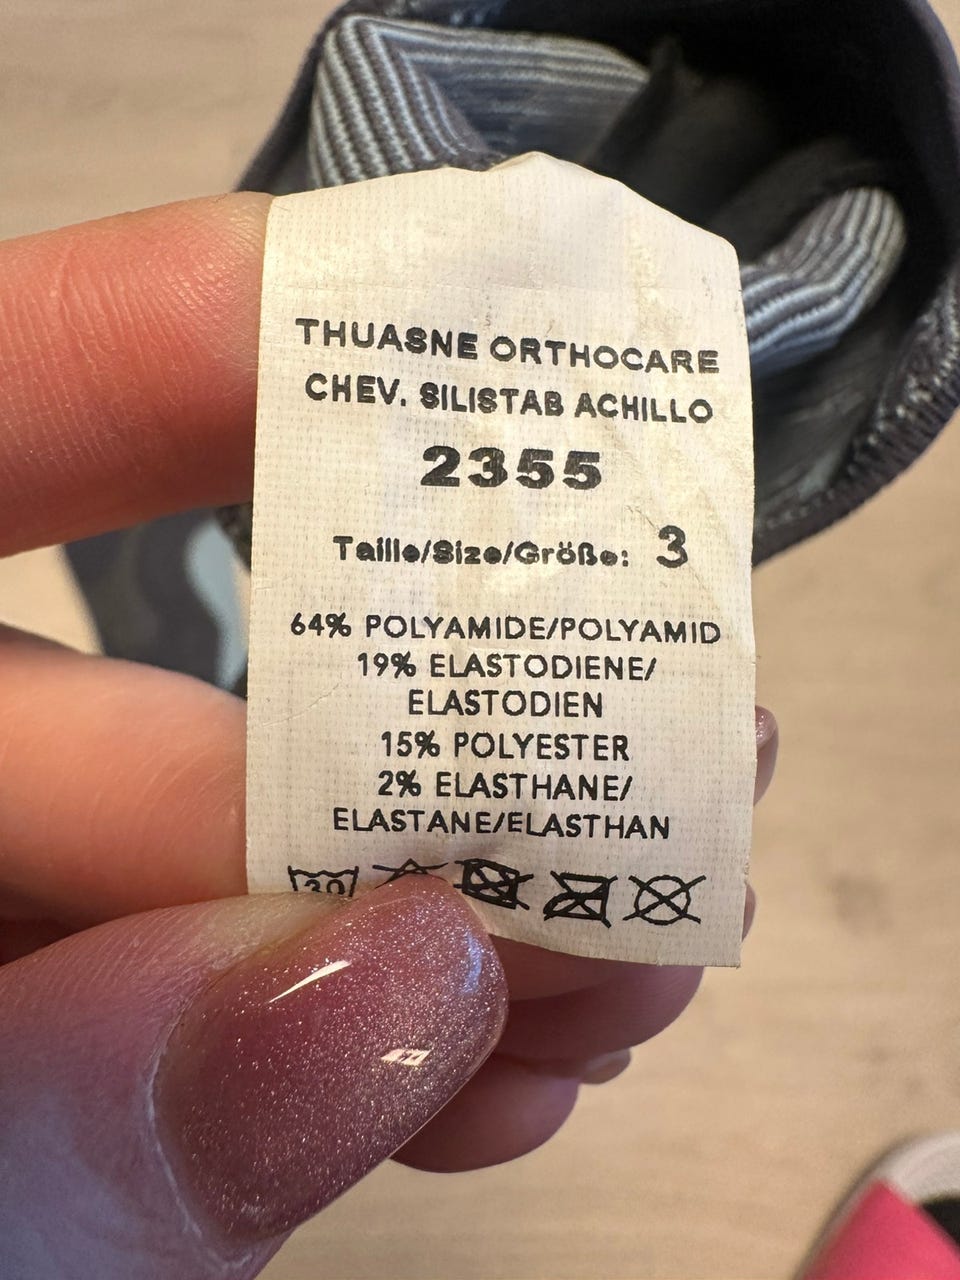 THUASNE ORTHOCARE
CHEV. SILISTAB ACHILLO
2355
Taille/Size/Größe: 3
64% POLYAMIDE/POLYAMID
19% ELASTODIENE/
ELASTODIEN
15% POLYESTER
2% ELASTHANE/
ELASTANE/ELASTHAN
30